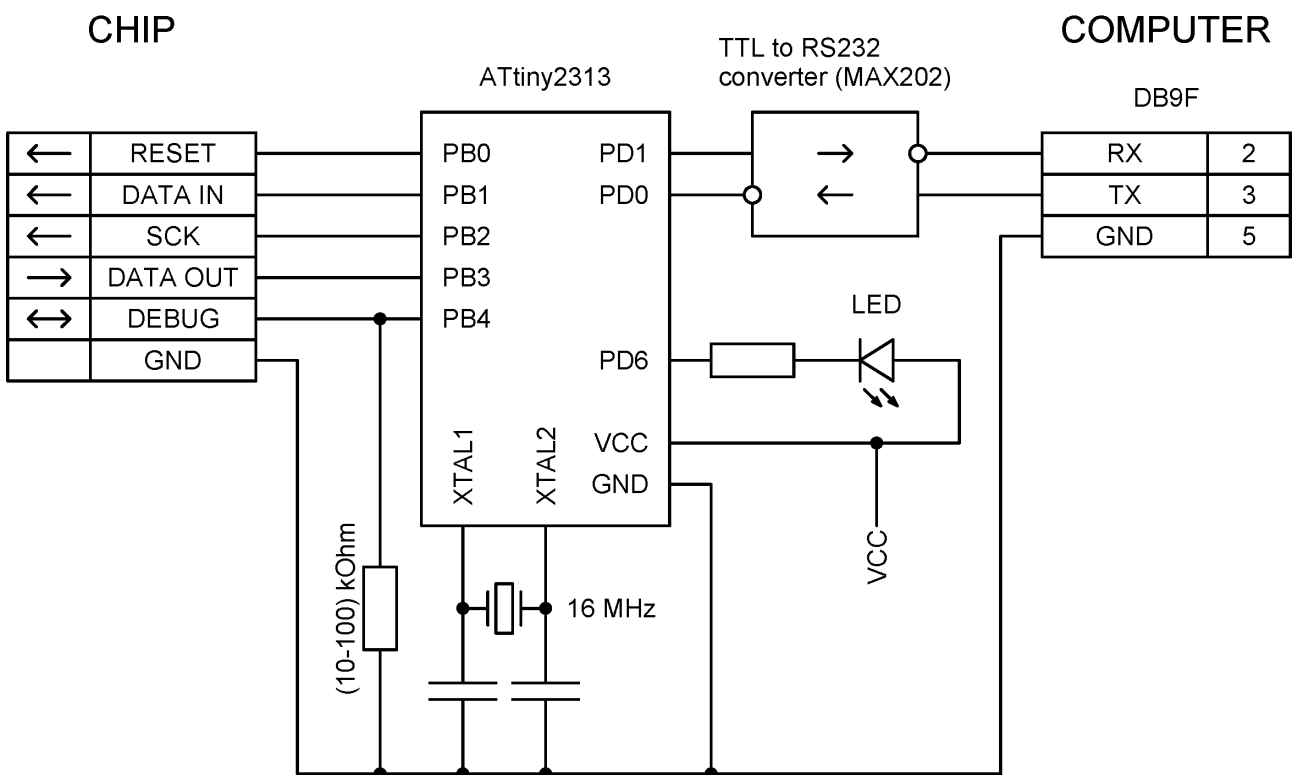 CHIP
COMPUTER
TTL to RS232
converter (MAX202)
ATtiny2313
DB9F
RESET
DATA IN
SCK
DATA OUT
DEBUG
GND
PB0
PB1
PB2
PB3
PB4
PD1
PD0
PD6
VCC
GND
XTAL1
XTAL2
RX 2
TX 3
GND 5
LED
VCC
(10-100) kOhm
16 MHz